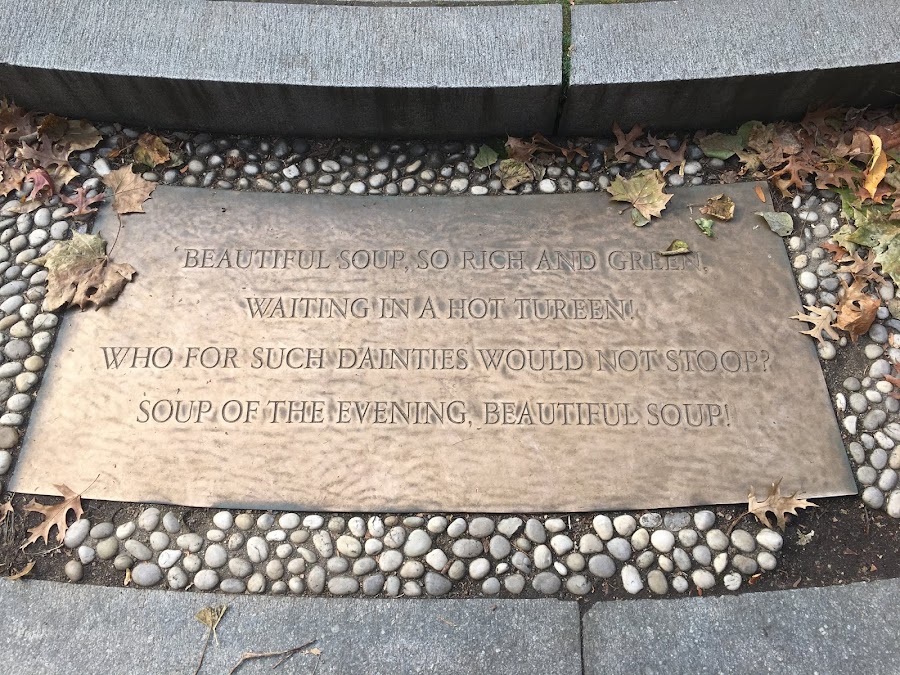 BEAUTIFUL SOUP, SO RICH AND GREEN,
WAITING IN A HOT TUREEN!
WHO FOR SUCH DAINTIES WOULD NOT STOOP?
SOUP OF THE EVENING, BEAUTIFUL SOUP!